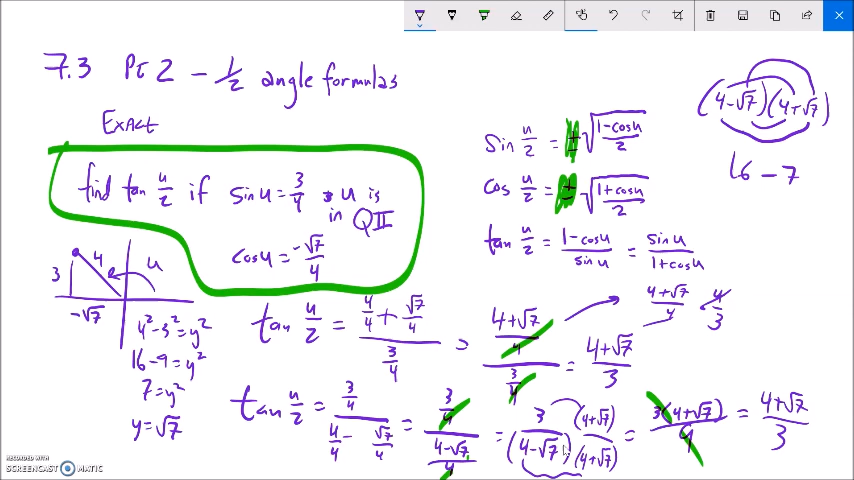 7.3 Pt 2 - 1/2 angle formulas
EXACT
find tan u/2 if sin u = 3/4 u is
in QII
cos u = -√7/4
3 4 u
-√7
4² - 3² = y²
16 - 9 = y²
7 = y²
y = √7
sin u/2 = ± √((1 - cos u)/2)
cos u/2 = ± √((1 + cos u)/2)
tan u/2 = (1 - cos u)/(sin u) = (sin u)/(1 + cos u)
(4 - √7)(4 + √7)
16 - 7
tan u/2 = (4/4 + √7/4)/(3/4) = ((4 + √7)/4)/(3/4) = (4 + √7)/3
(4 + √7)/4 4/3
tan u/2 = (3/4)/(4/4 - √7/4) = (3/4)/((4 - √7)/4) = 3/(4 - √7) (4 + √7)/(4 + √7) = 3(4 + √7)/9 = (4 + √7)/3
RECORDED WITH
SCREENCAST MATIC